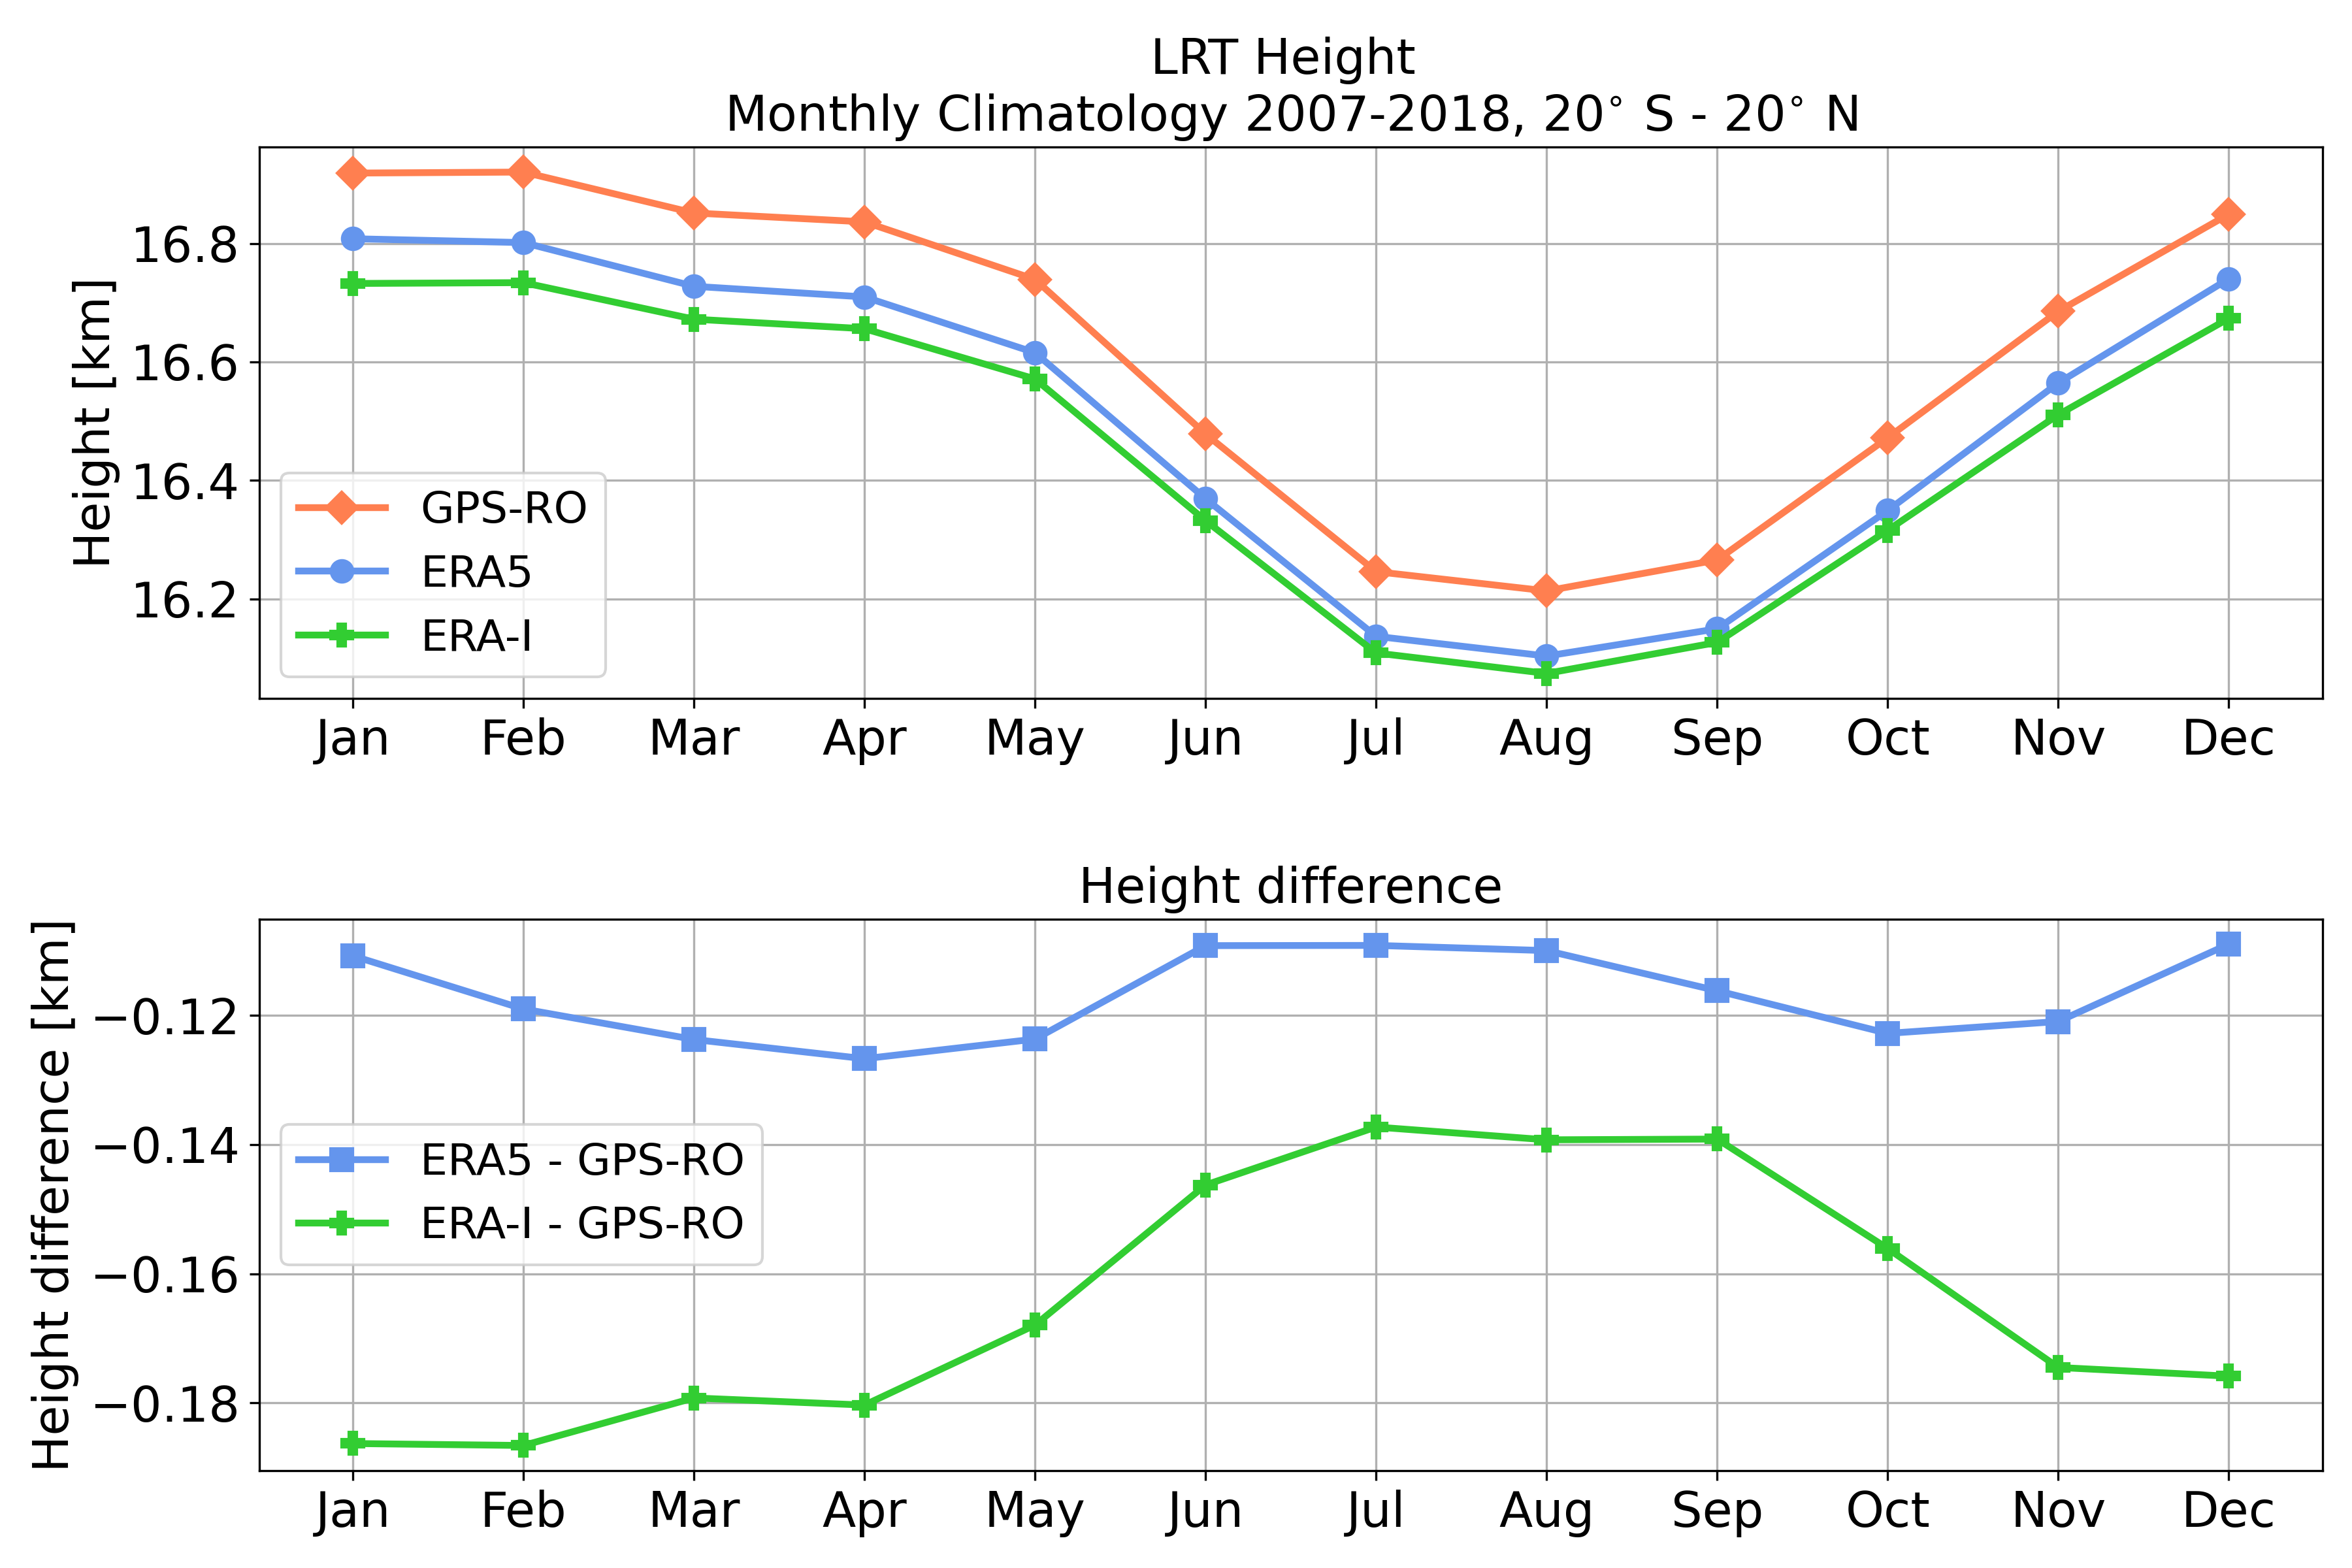 LRT Height
Monthly Climatology 2007-2018, 20° S - 20° N
Height [km]
16.8
16.6
16.4
16.2
GPS-RO
ERA5
ERA-I
Jan Feb Mar Apr May Jun Jul Aug Sep Oct Nov Dec
Height difference
Height difference [km]
−0.12
−0.14
−0.16
−0.18
ERA5 - GPS-RO
ERA-I - GPS-RO
Jan Feb Mar Apr May Jun Jul Aug Sep Oct Nov Dec